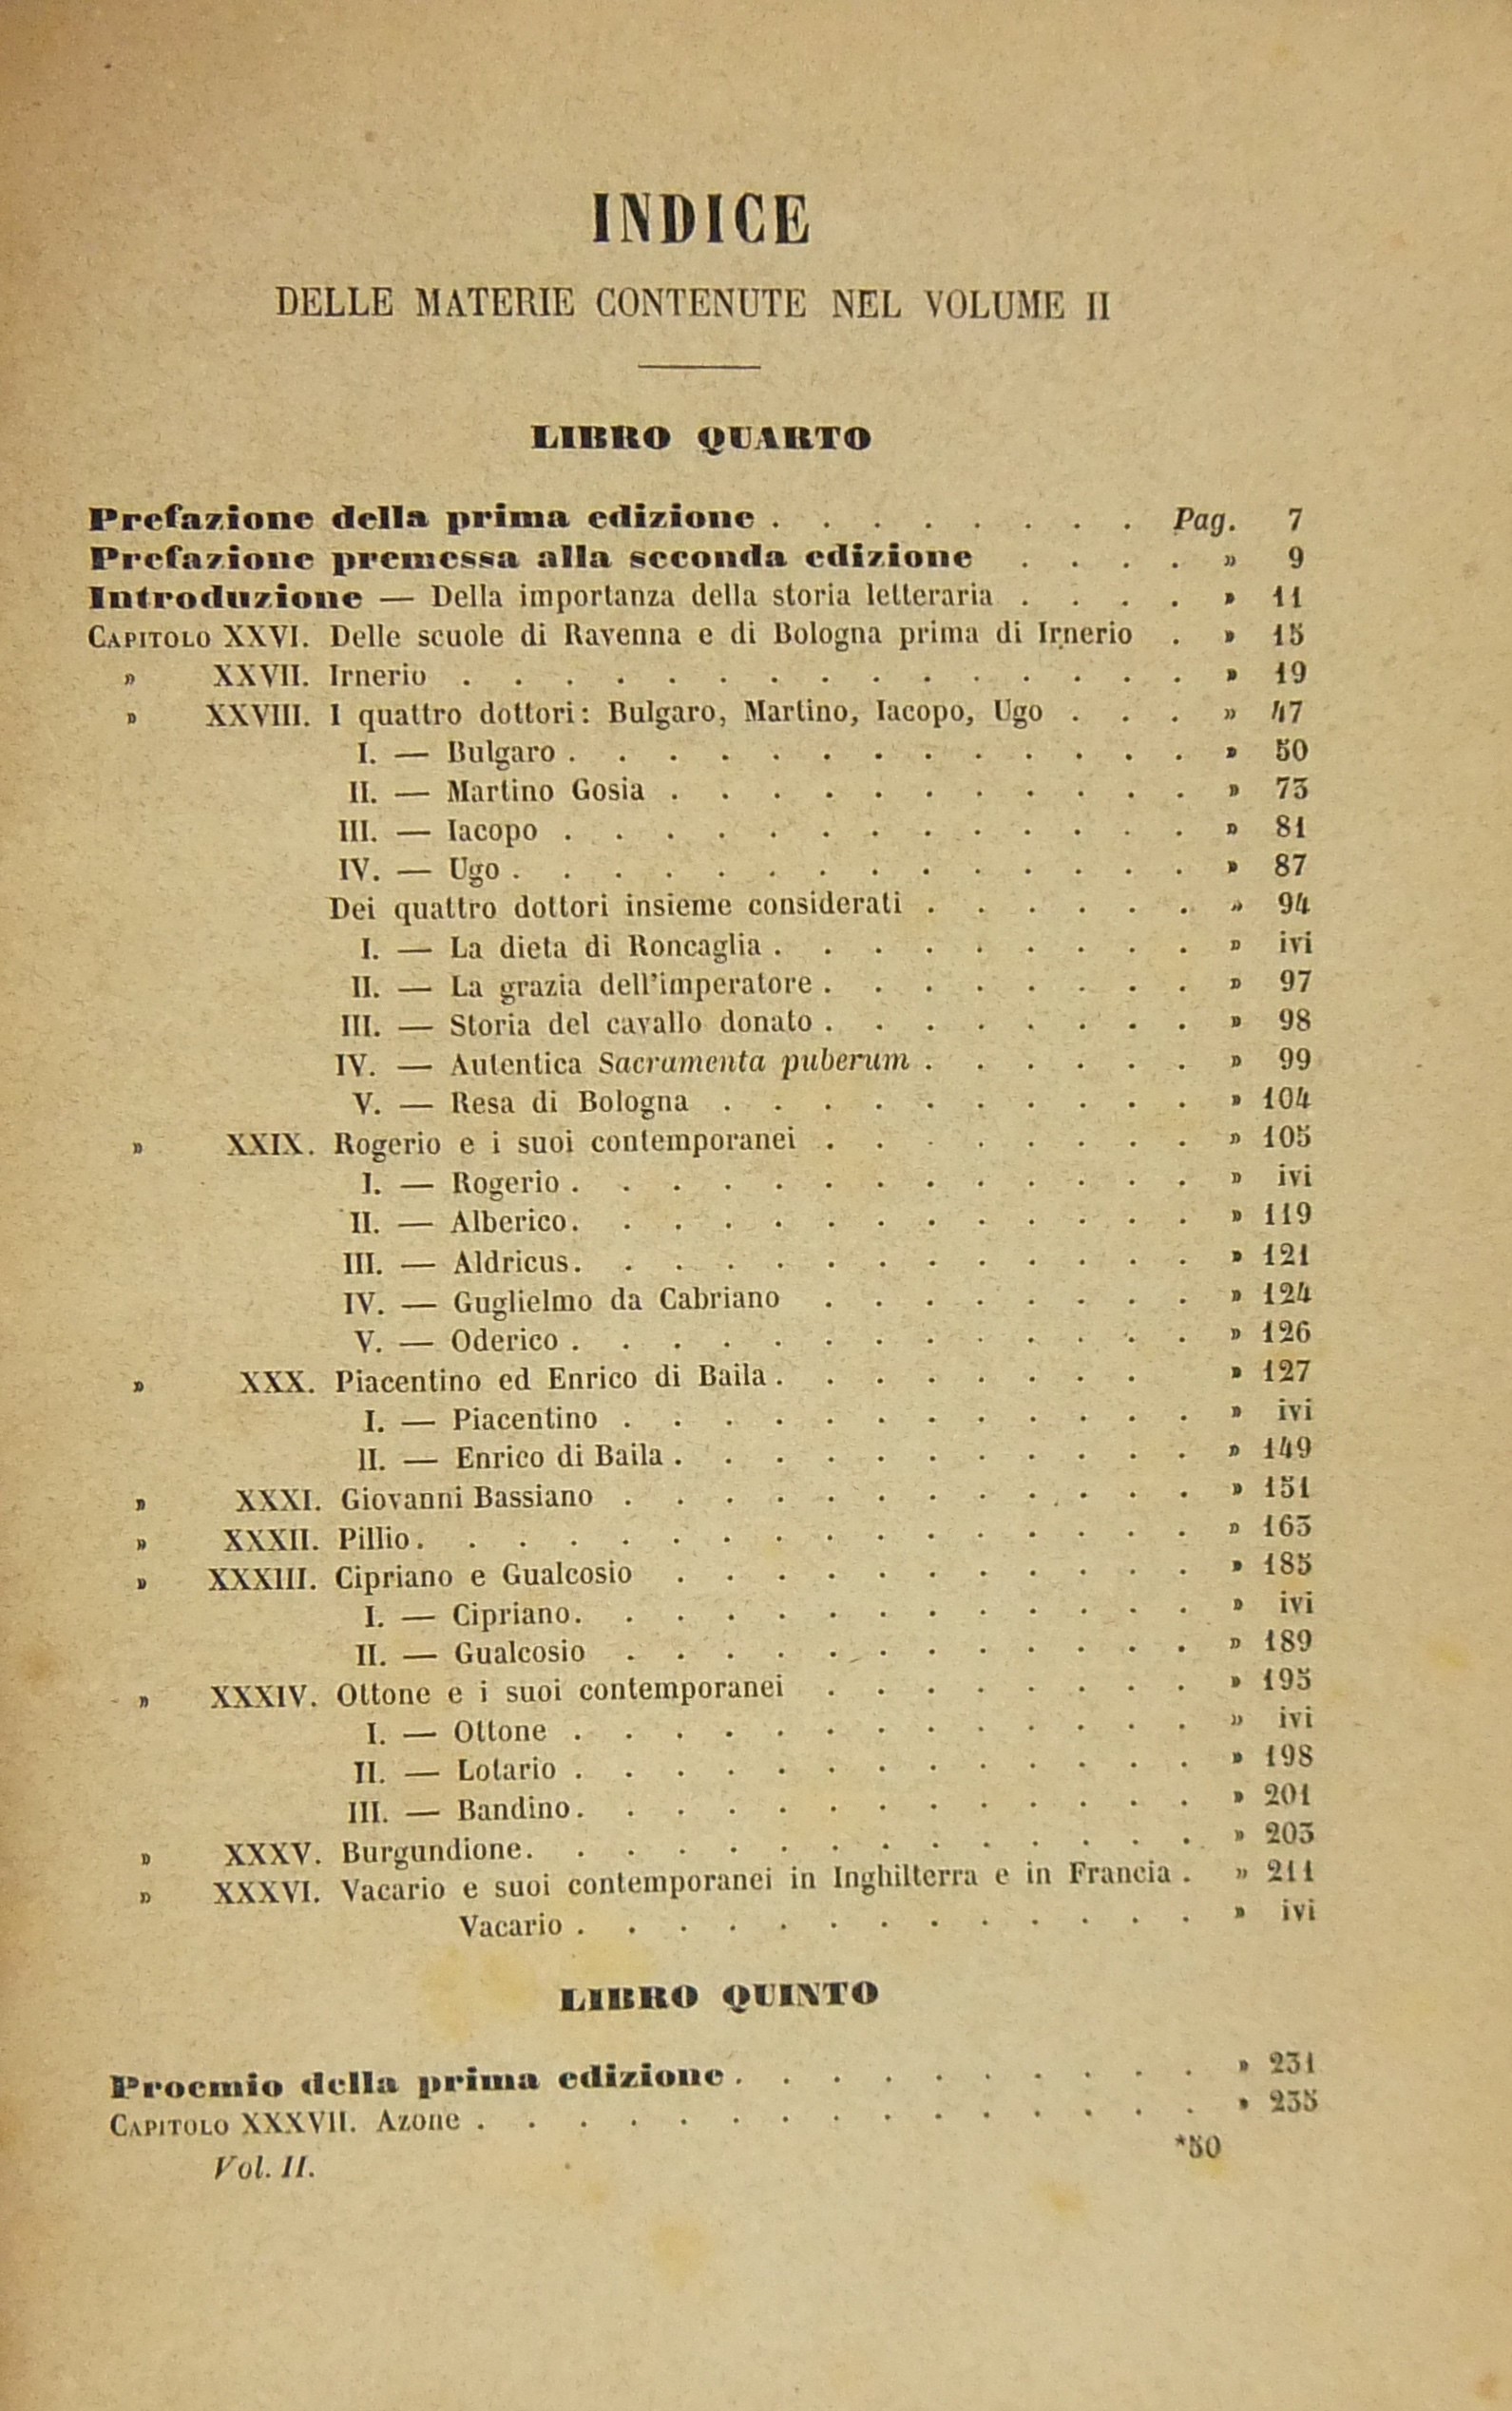 INDICE
DELLE MATERIE CONTENUTE NEL VOLUME II
LIBRO QUARTO
Prefazione della prima edizione . . . . . . . . Pag. 7
Prefazione premessa alla seconda edizione . . . . » 9
Introduzione — Della importanza della storia letteraria . . . . » 11
CAPITOLO XXVI. Delle scuole di Ravenna e di Bologna prima di Irnerio . » 15
» XXVII. Irnerio . . . . . . . . . . . . . . . » 19
» XXVIII. I quattro dottori: Bulgaro, Martino, Iacopo, Ugo . . . » 47
I. — Bulgaro . . . . . . . . . . . . . » 50
II. — Martino Gosia . . . . . . . . . . . » 73
III. — Iacopo . . . . . . . . . . . . . » 81
IV. — Ugo . . . . . . . . . . . . . . » 87
Dei quattro dottori insieme considerati . . . . . . » 94
I. — La dieta di Roncaglia . . . . . . . . . » ivi
II. — La grazia dell'imperatore . . . . . . . . » 97
III. — Storia del cavallo donato . . . . . . . . » 98
IV. — Autentica Sacramenta puberum . . . . . . » 99
V. — Resa di Bologna . . . . . . . . . . » 104
» XXIX. Rogerio e i suoi contemporanei . . . . . . . . » 105
I. — Rogerio . . . . . . . . . . . . . » ivi
II. — Alberico . . . . . . . . . . . . . » 119
III. — Aldricus . . . . . . . . . . . . . » 121
IV. — Guglielmo da Cabriano . . . . . . . . » 124
V. — Oderico . . . . . . . . . . . . . » 126
» XXX. Piacentino ed Enrico di Baila . . . . . . . . » 127
I. — Piacentino . . . . . . . . . . . . » ivi
II. — Enrico di Baila . . . . . . . . . . . » 149
» XXXI. Giovanni Bassiano . . . . . . . . . . . . » 151
» XXXII. Pillio . . . . . . . . . . . . . . . . » 163
» XXXIII. Cipriano e Gualcosio . . . . . . . . . . . » 185
I. — Cipriano . . . . . . . . . . . . . » ivi
II. — Gualcosio . . . . . . . . . . . . » 189
» XXXIV. Ottone e i suoi contemporanei . . . . . . . . » 195
I. — Ottone . . . . . . . . . . . . . » ivi
II. — Lotario . . . . . . . . . . . . . » 198
III. — Bandino . . . . . . . . . . . . . » 201
» XXXV. Burgundione . . . . . . . . . . . . . . » 203
» XXXVI. Vacario e suoi contemporanei in Inghilterra e in Francia . » 211
Vacario . . . . . . . . . . . . . » ivi
LIBRO QUINTO
Proemio della prima edizione . . . . . . . . . . » 231
CAPITOLO XXXVII. Azone . . . . . . . . . . . . . . . » 235
Vol. II. *50